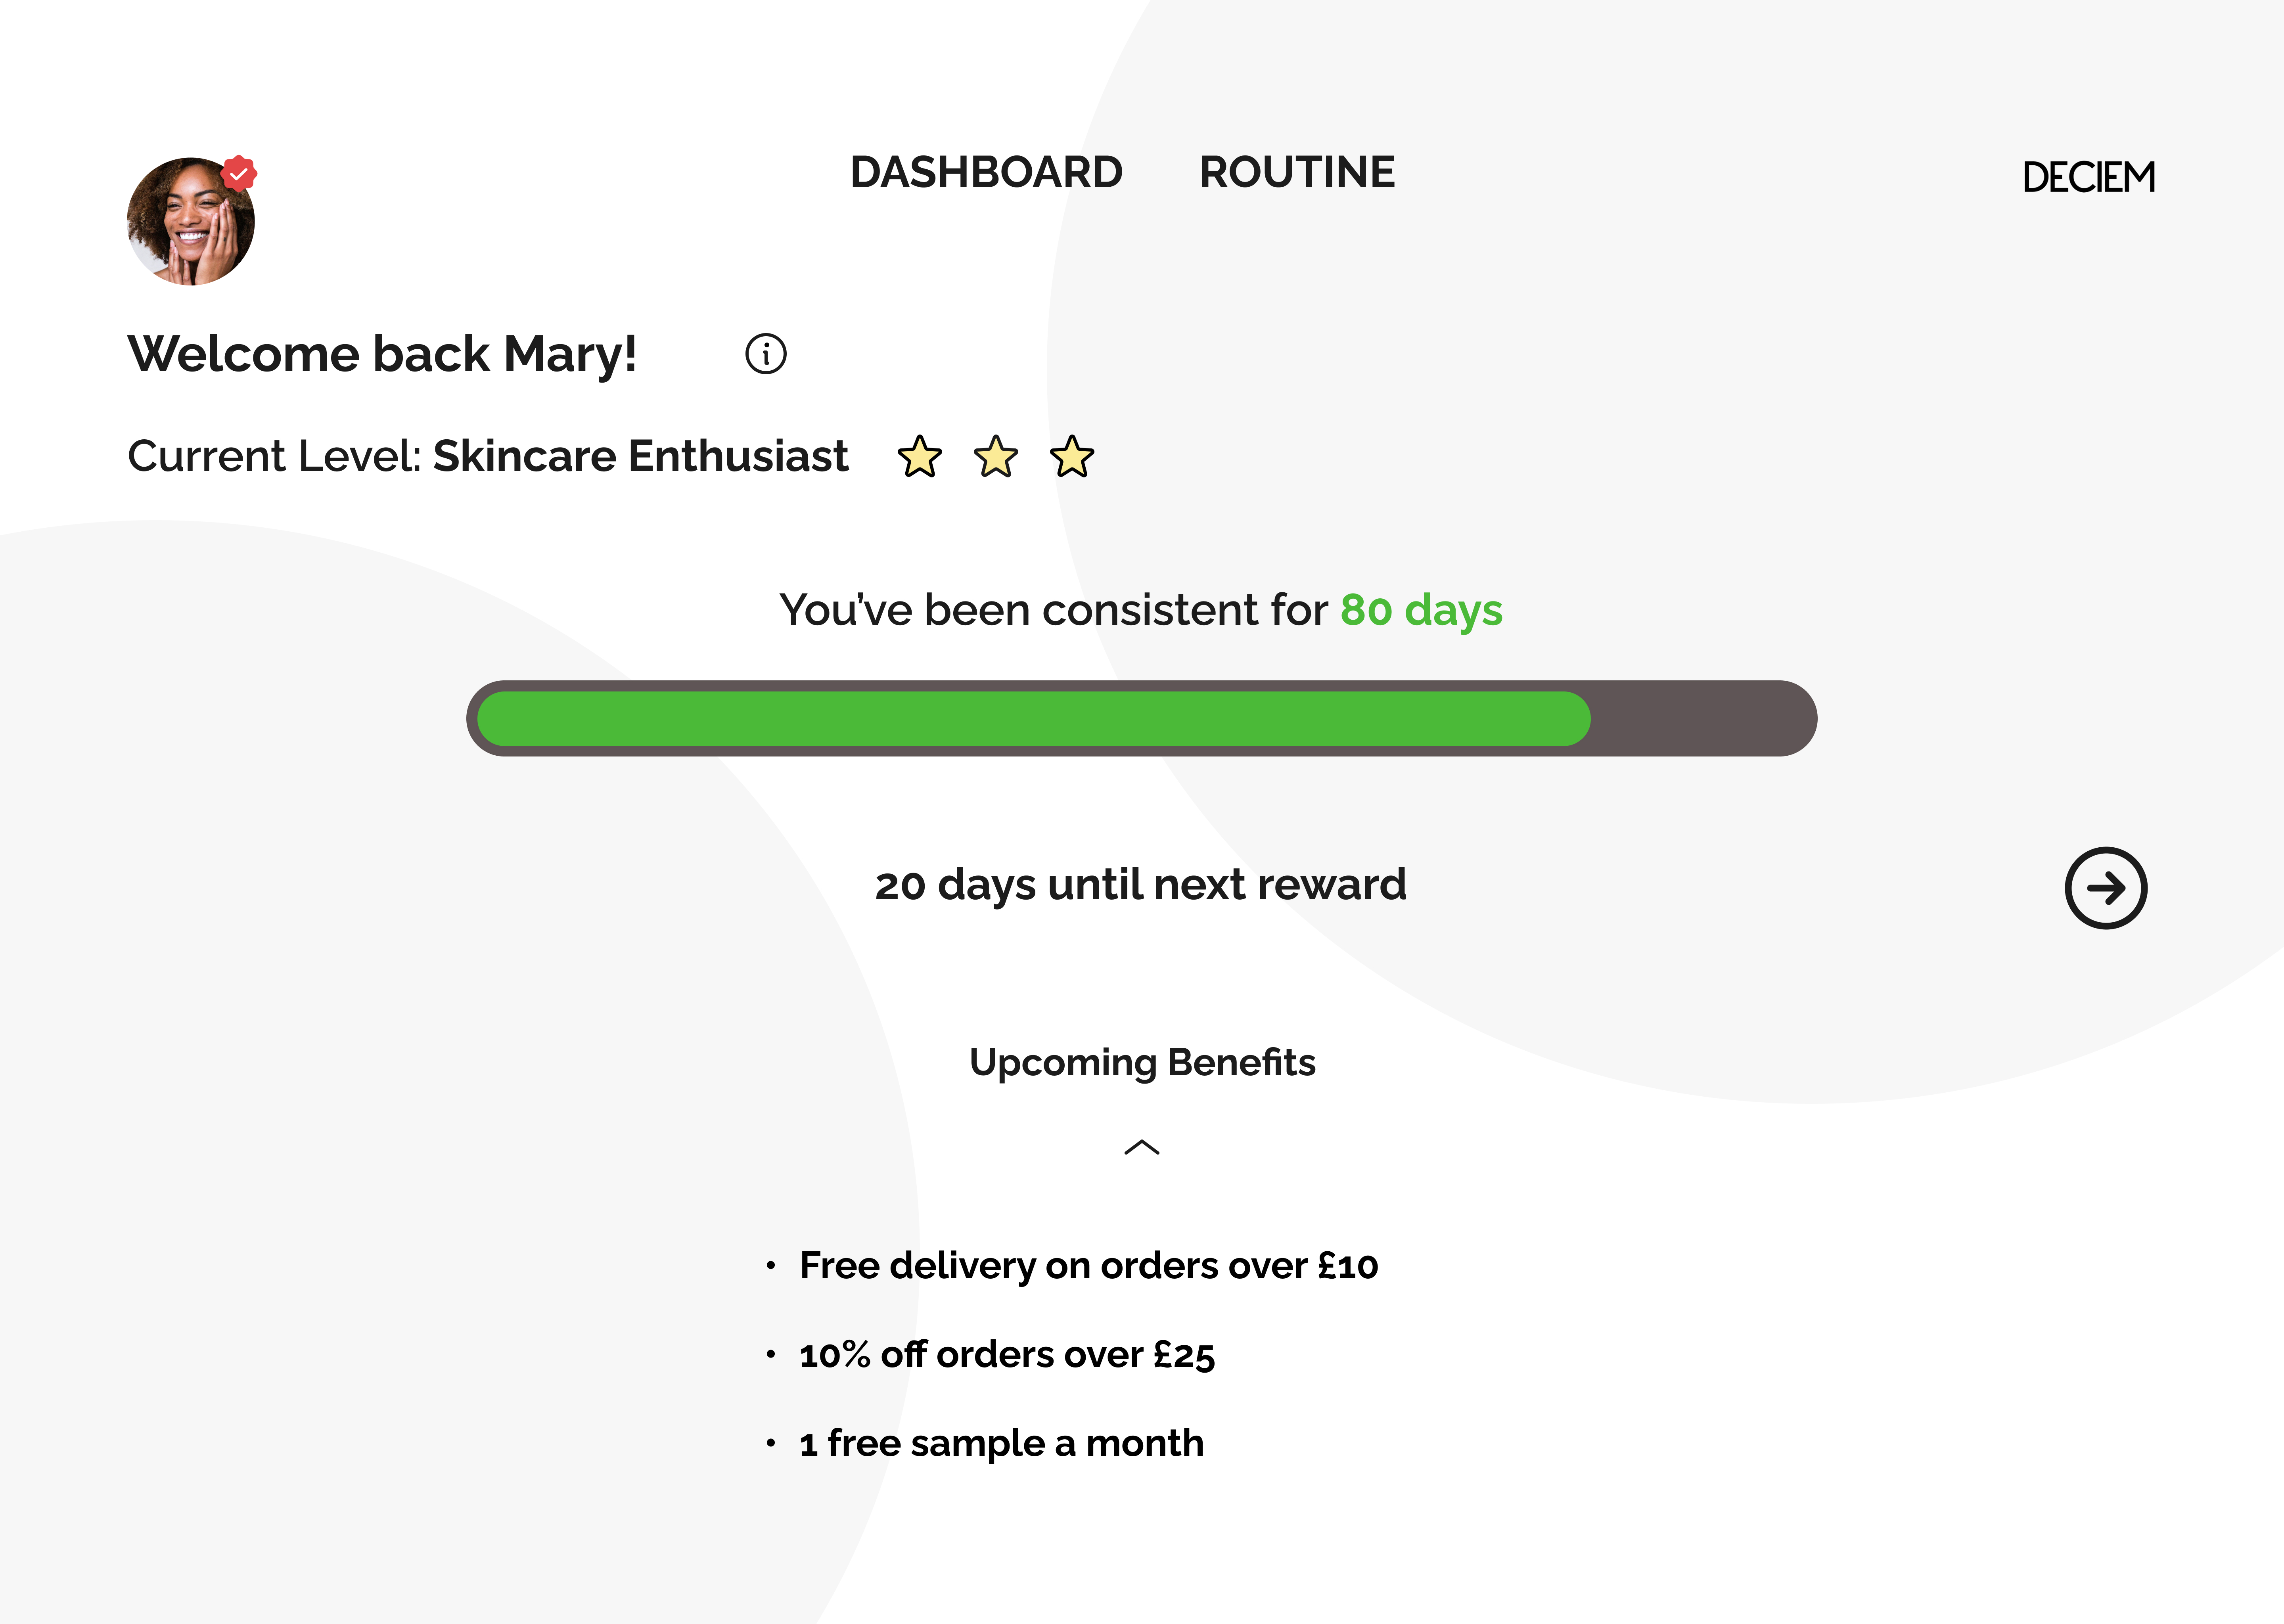 DASHBOARD ROUTINE DECIEM
Welcome back Mary!
Current Level: Skincare Enthusiast
You’ve been consistent for 80 days
20 days until next reward
Upcoming Benefits
• Free delivery on orders over £10
• 10% off orders over £25
• 1 free sample a month